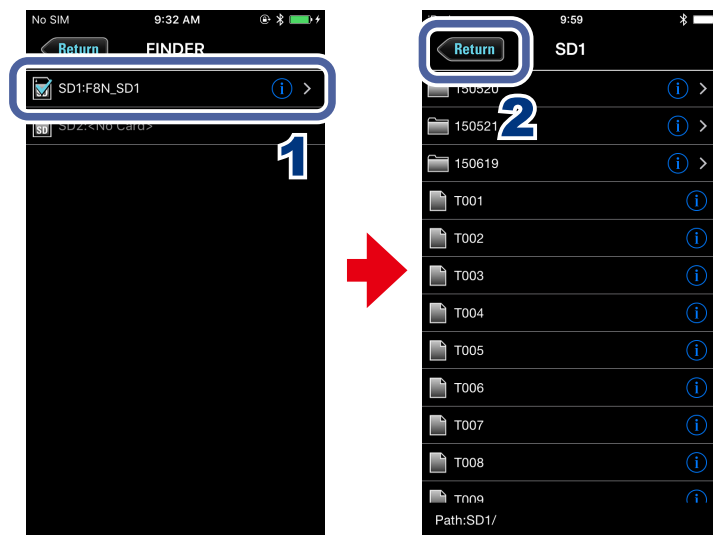 No SIM 9:32 AM
Return FINDER
SD1:F8N_SD1
SD SD2:<No Card>
1
9:59
Return SD1
2
150520
150521
150619
T001
T002
T003
T004
T005
T006
T007
T008
T009
Path:SD1/